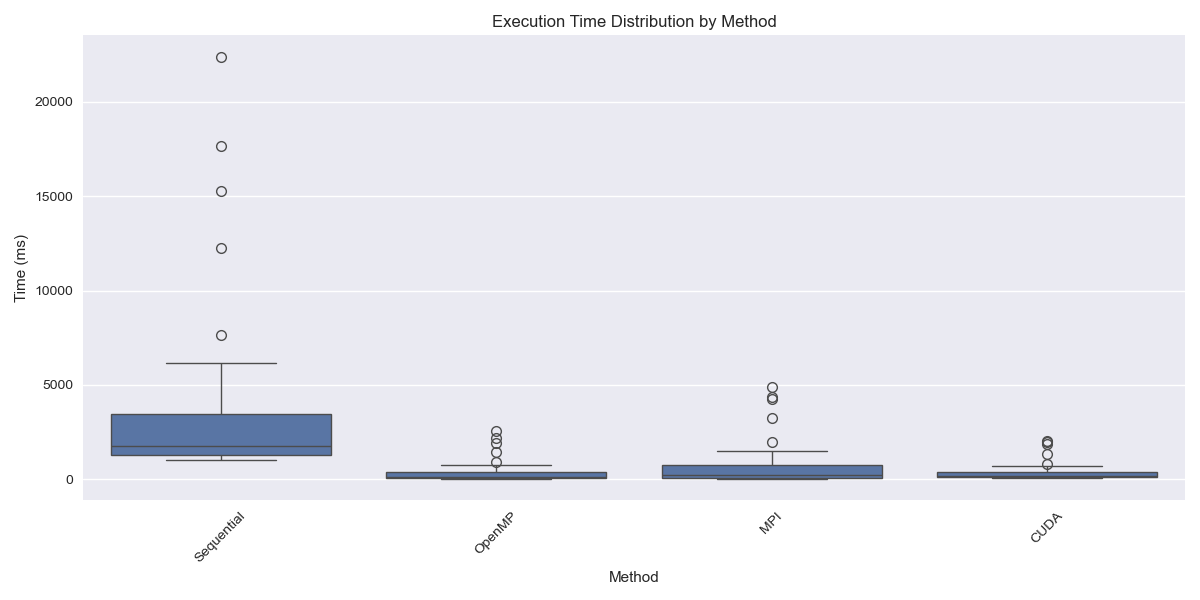 Execution Time Distribution by Method
20000
15000
10000
5000
0
Time (ms)
Sequential
OpenMP
MPI
CUDA
Method